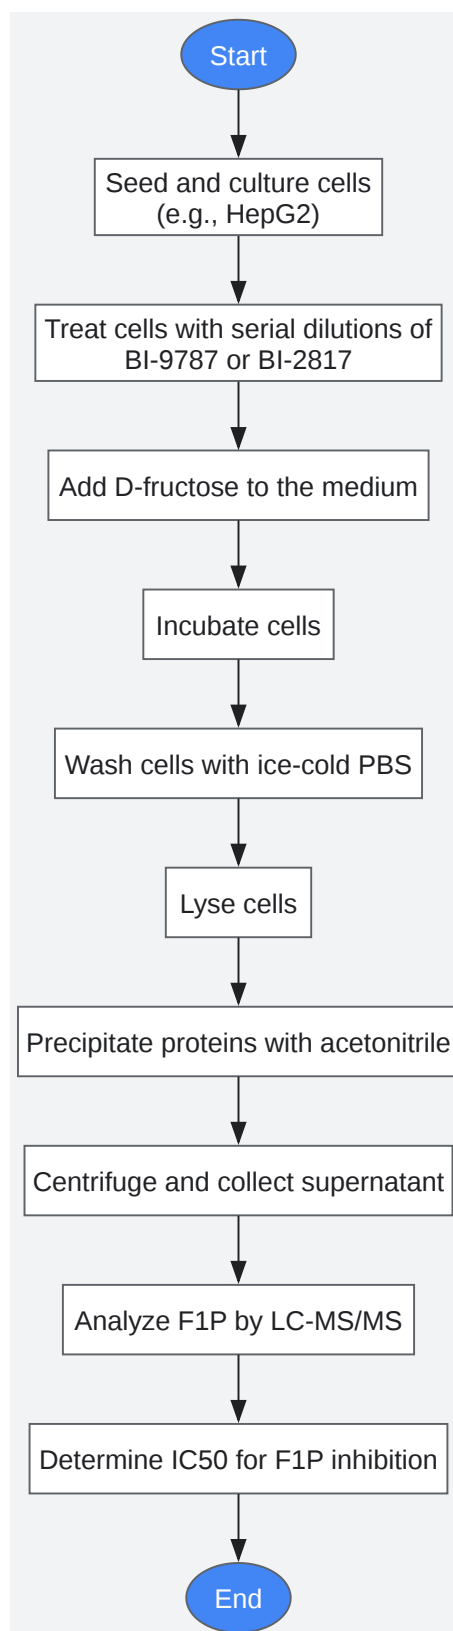 Start
Seed and culture cells
(e.g., HepG2)
Treat cells with serial dilutions of
BI-9787 or BI-2817
Add D-fructose to the medium
Incubate cells
Wash cells with ice-cold PBS
Lyse cells
Precipitate proteins with acetonitrile
Centrifuge and collect supernatant
Analyze F1P by LC-MS/MS
Determine IC50 for F1P inhibition
End